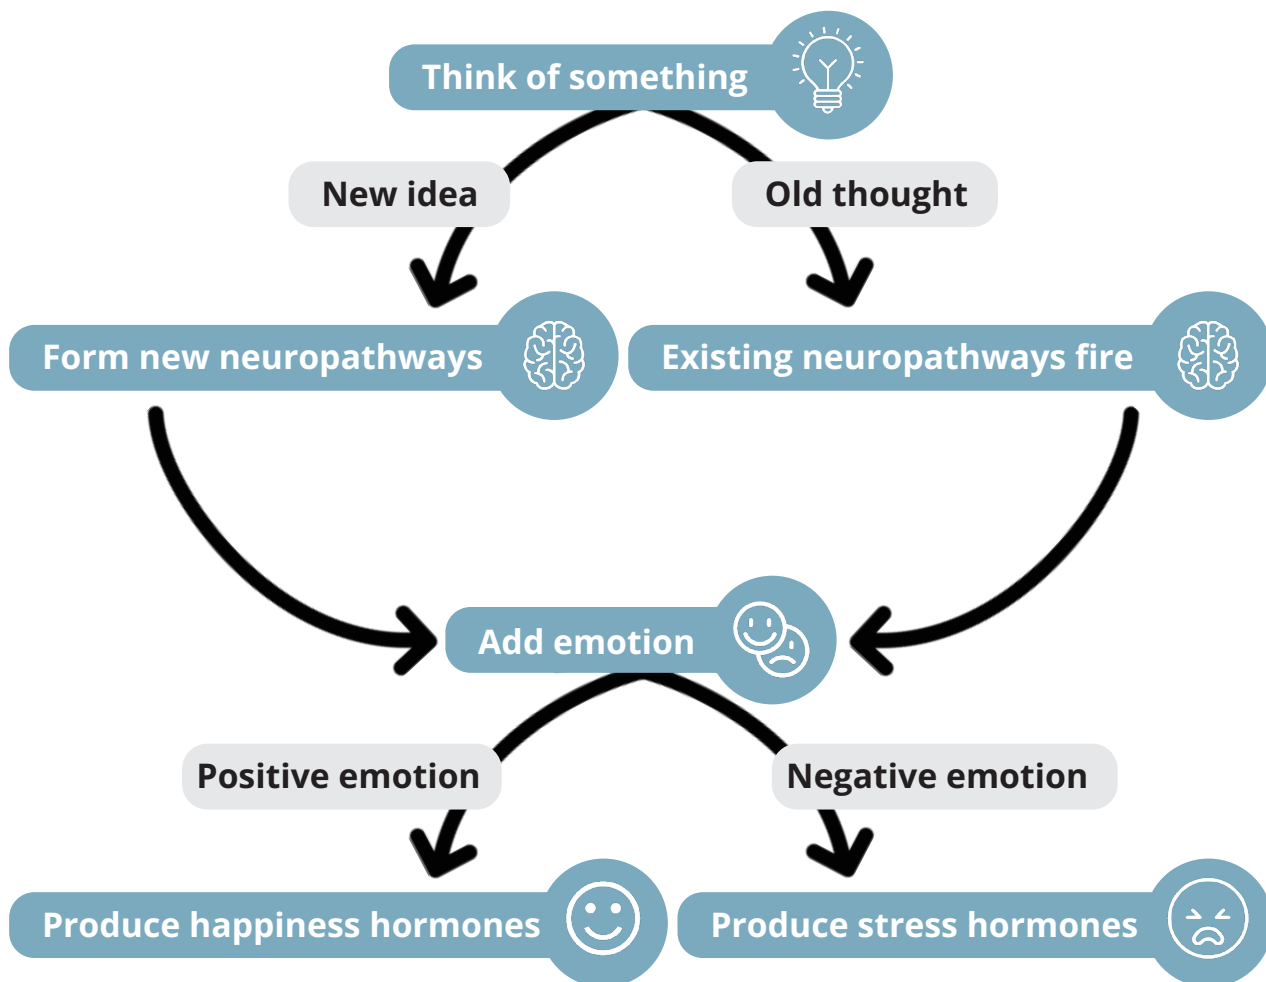 Think of something
New idea
Old thought
Form new neuropathways
Existing neuropathways fire
Add emotion
Positive emotion
Negative emotion
Produce happiness hormones
Produce stress hormones